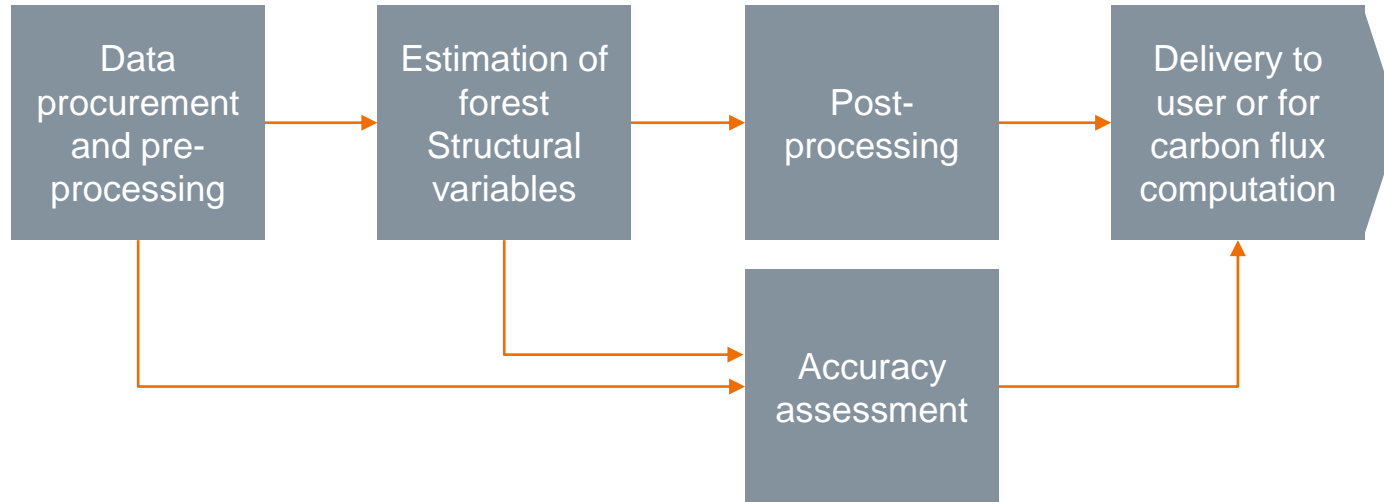 Data
procurement
and pre-
processing
Estimation of
forest
Structural
variables
Post-
processing
Delivery to
user or for
carbon flux
computation
Accuracy
assessment